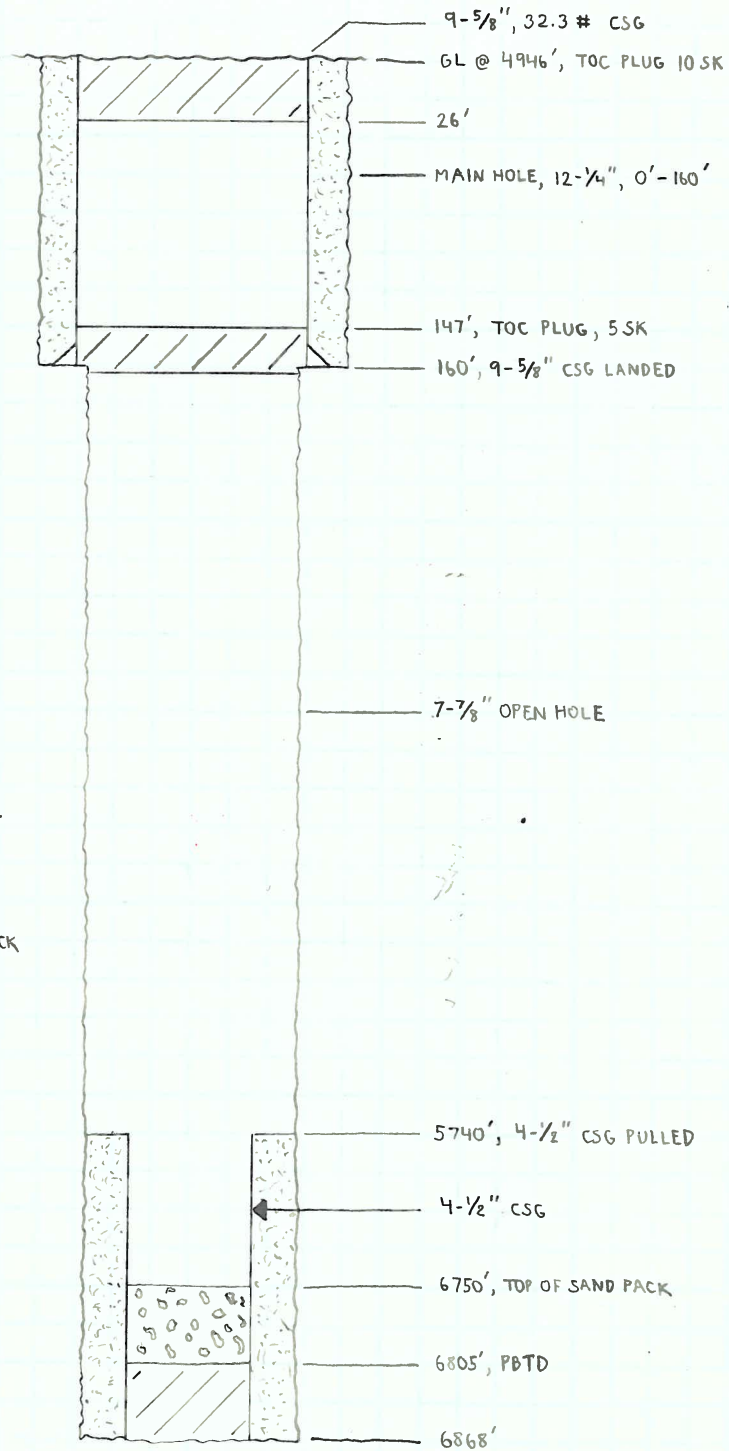 9-5/8", 32.3 # CSG
GL @ 4946', TOC PLUG 10 SK
26'
MAIN HOLE, 12-1/4", 0'-160'
147', TOC PLUG, 5 SK
160', 9-5/8" CSG LANDED
7-7/8" OPEN HOLE
CK
5740', 4-1/2" CSG PULLED
4-1/2" CSG
6750', TOP OF SAND PACK
6805', PBTD
6868'